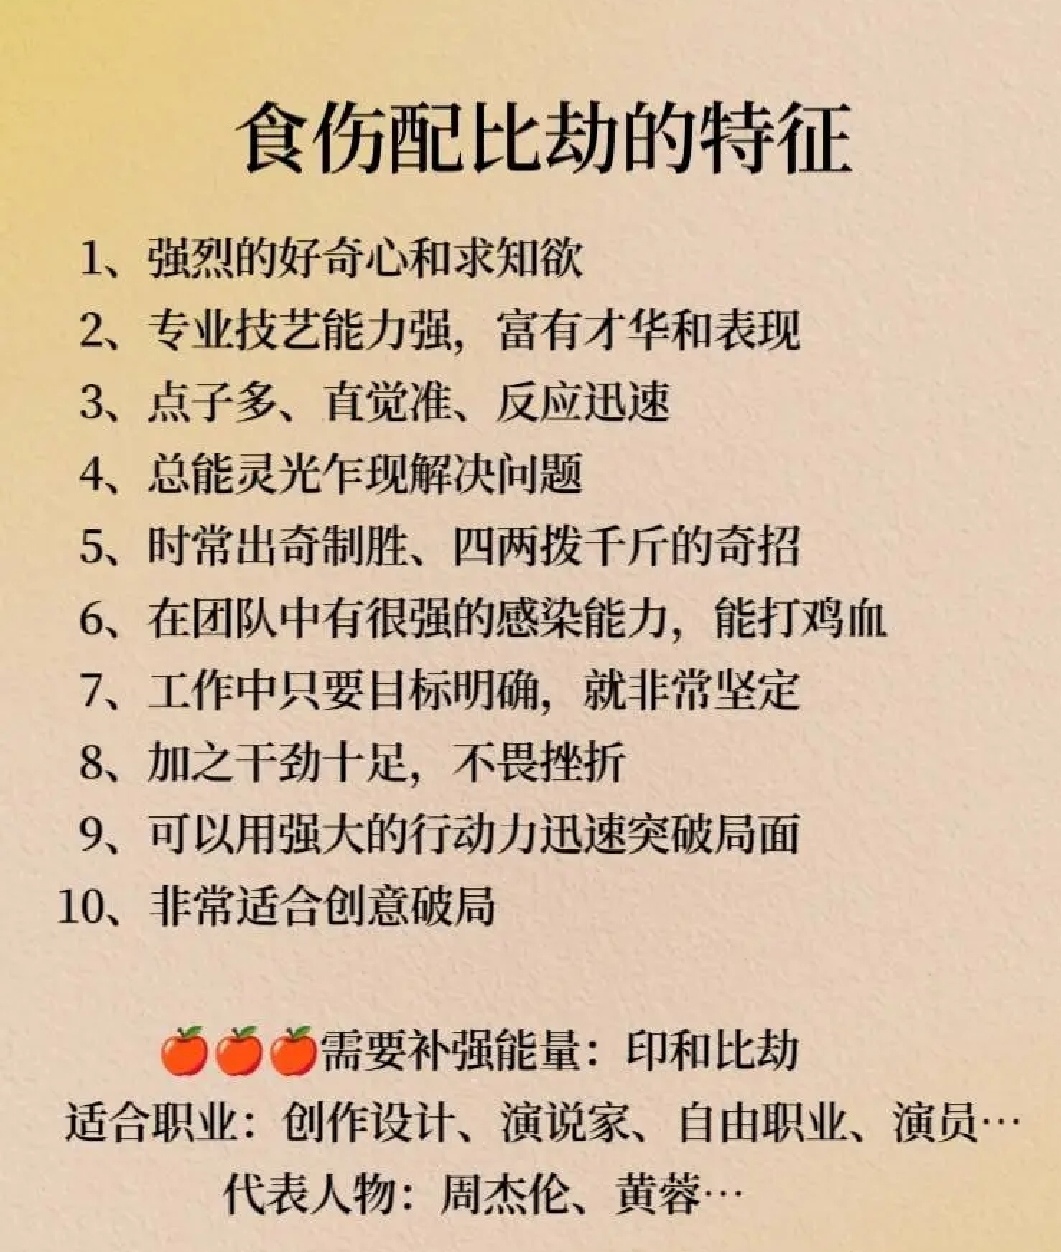 食伤配比劫的特征
1、强烈的好奇心和求知欲
2、专业技艺能力强，富有才华和表现
3、点子多、直觉准、反应迅速
4、总能灵光乍现解决问题
5、时常出奇制胜、四两拨千斤的奇招
6、在团队中有很强的感染能力，能打鸡血
7、工作中只要目标明确，就非常坚定
8、加之干劲十足，不畏挫折
9、可以用强大的行动力迅速突破局面
10、非常适合创意破局
🍎🍎🍎需要补强能量：印和比劫
适合职业：创作设计、演说家、自由职业、演员…
代表人物：周杰伦、黄蓉…